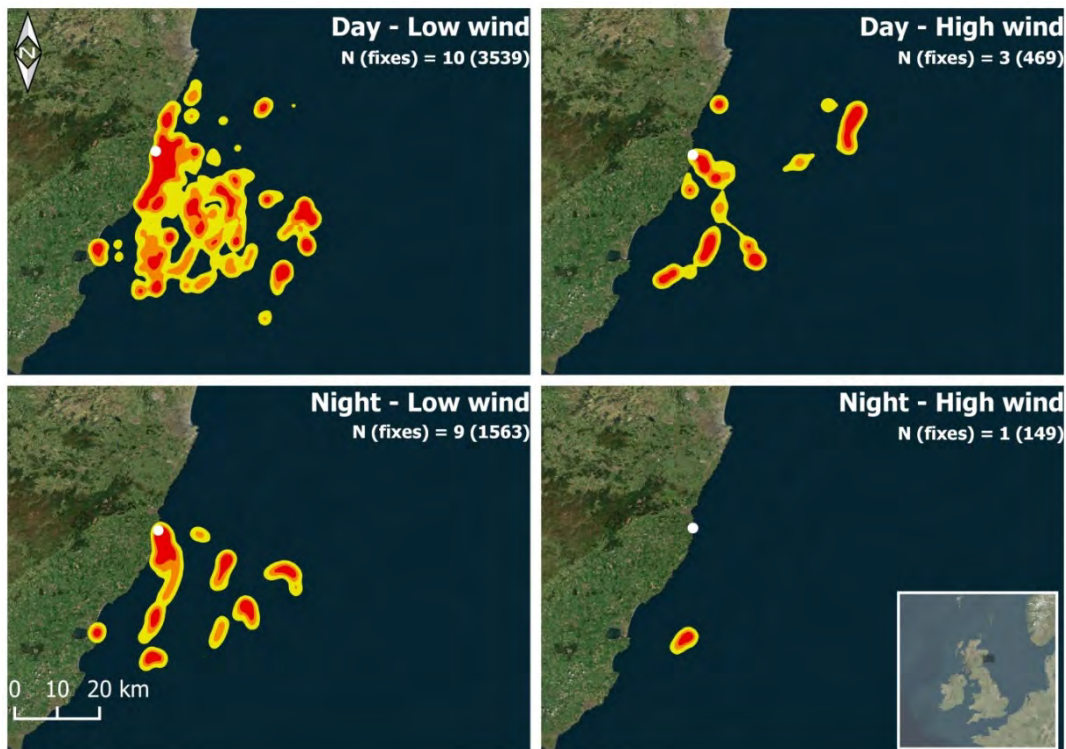 N
Day - Low wind
N (fixes) = 10 (3539)
Day - High wind
N (fixes) = 3 (469)
Night - Low wind
N (fixes) = 9 (1563)
0 10 20 km
Night - High wind
N (fixes) = 1 (149)